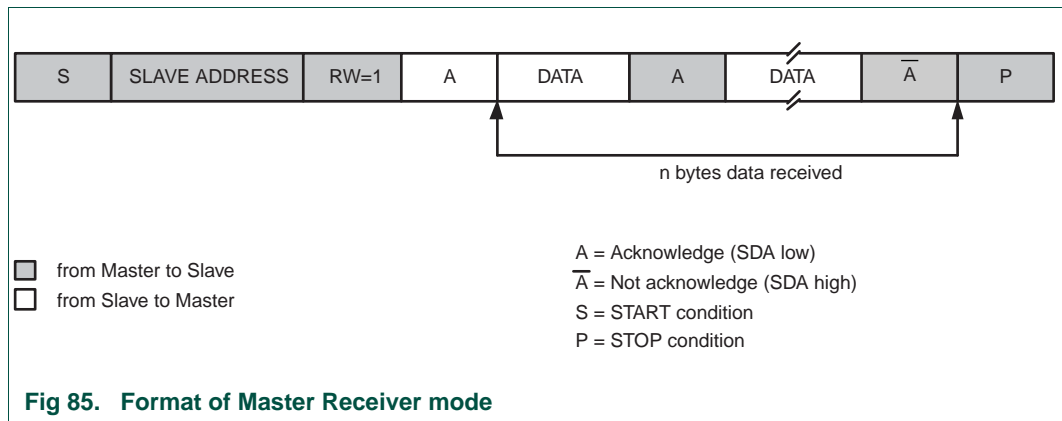 S SLAVE ADDRESS RW=1 A DATA A DATA A̅ P
n bytes data received
from Master to Slave
from Slave to Master
A = Acknowledge (SDA low)
A̅ = Not acknowledge (SDA high)
S = START condition
P = STOP condition
Fig 85. Format of Master Receiver mode